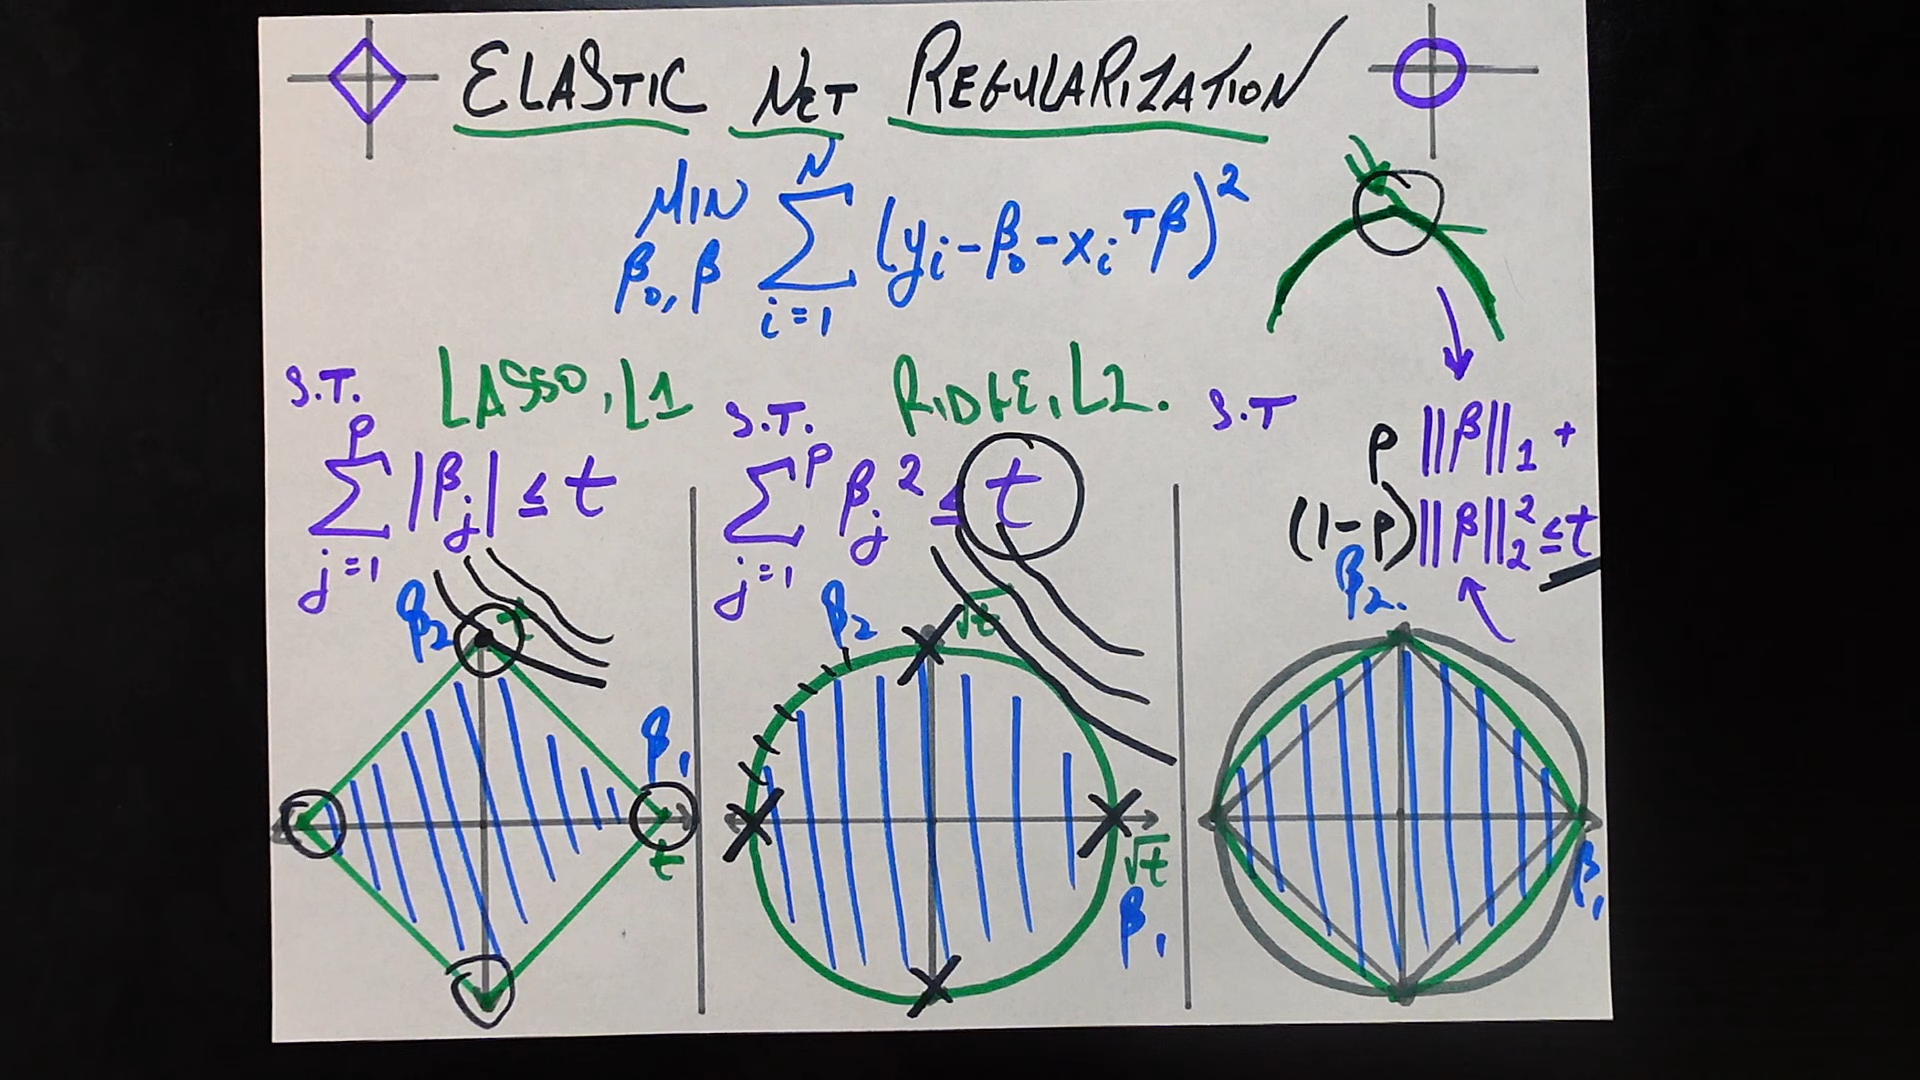 ELASTIC NET REGULARIZATION
MIN
β₀, β
N
∑
i=1
(yi - β₀ - xiᵀβ)²
S.T.
LASSO, L1
p
∑ |βj| ≤ t
j=1
S.T.
RIDGE, L2.
p
∑ βj² ≤ t
j=1
S.T
ρ ||β||₁ +
(1-ρ) ||β||₂² ≤ t
β₂
t
β₁
t
β₂
√t
√t
β₁
β₂.
β₁